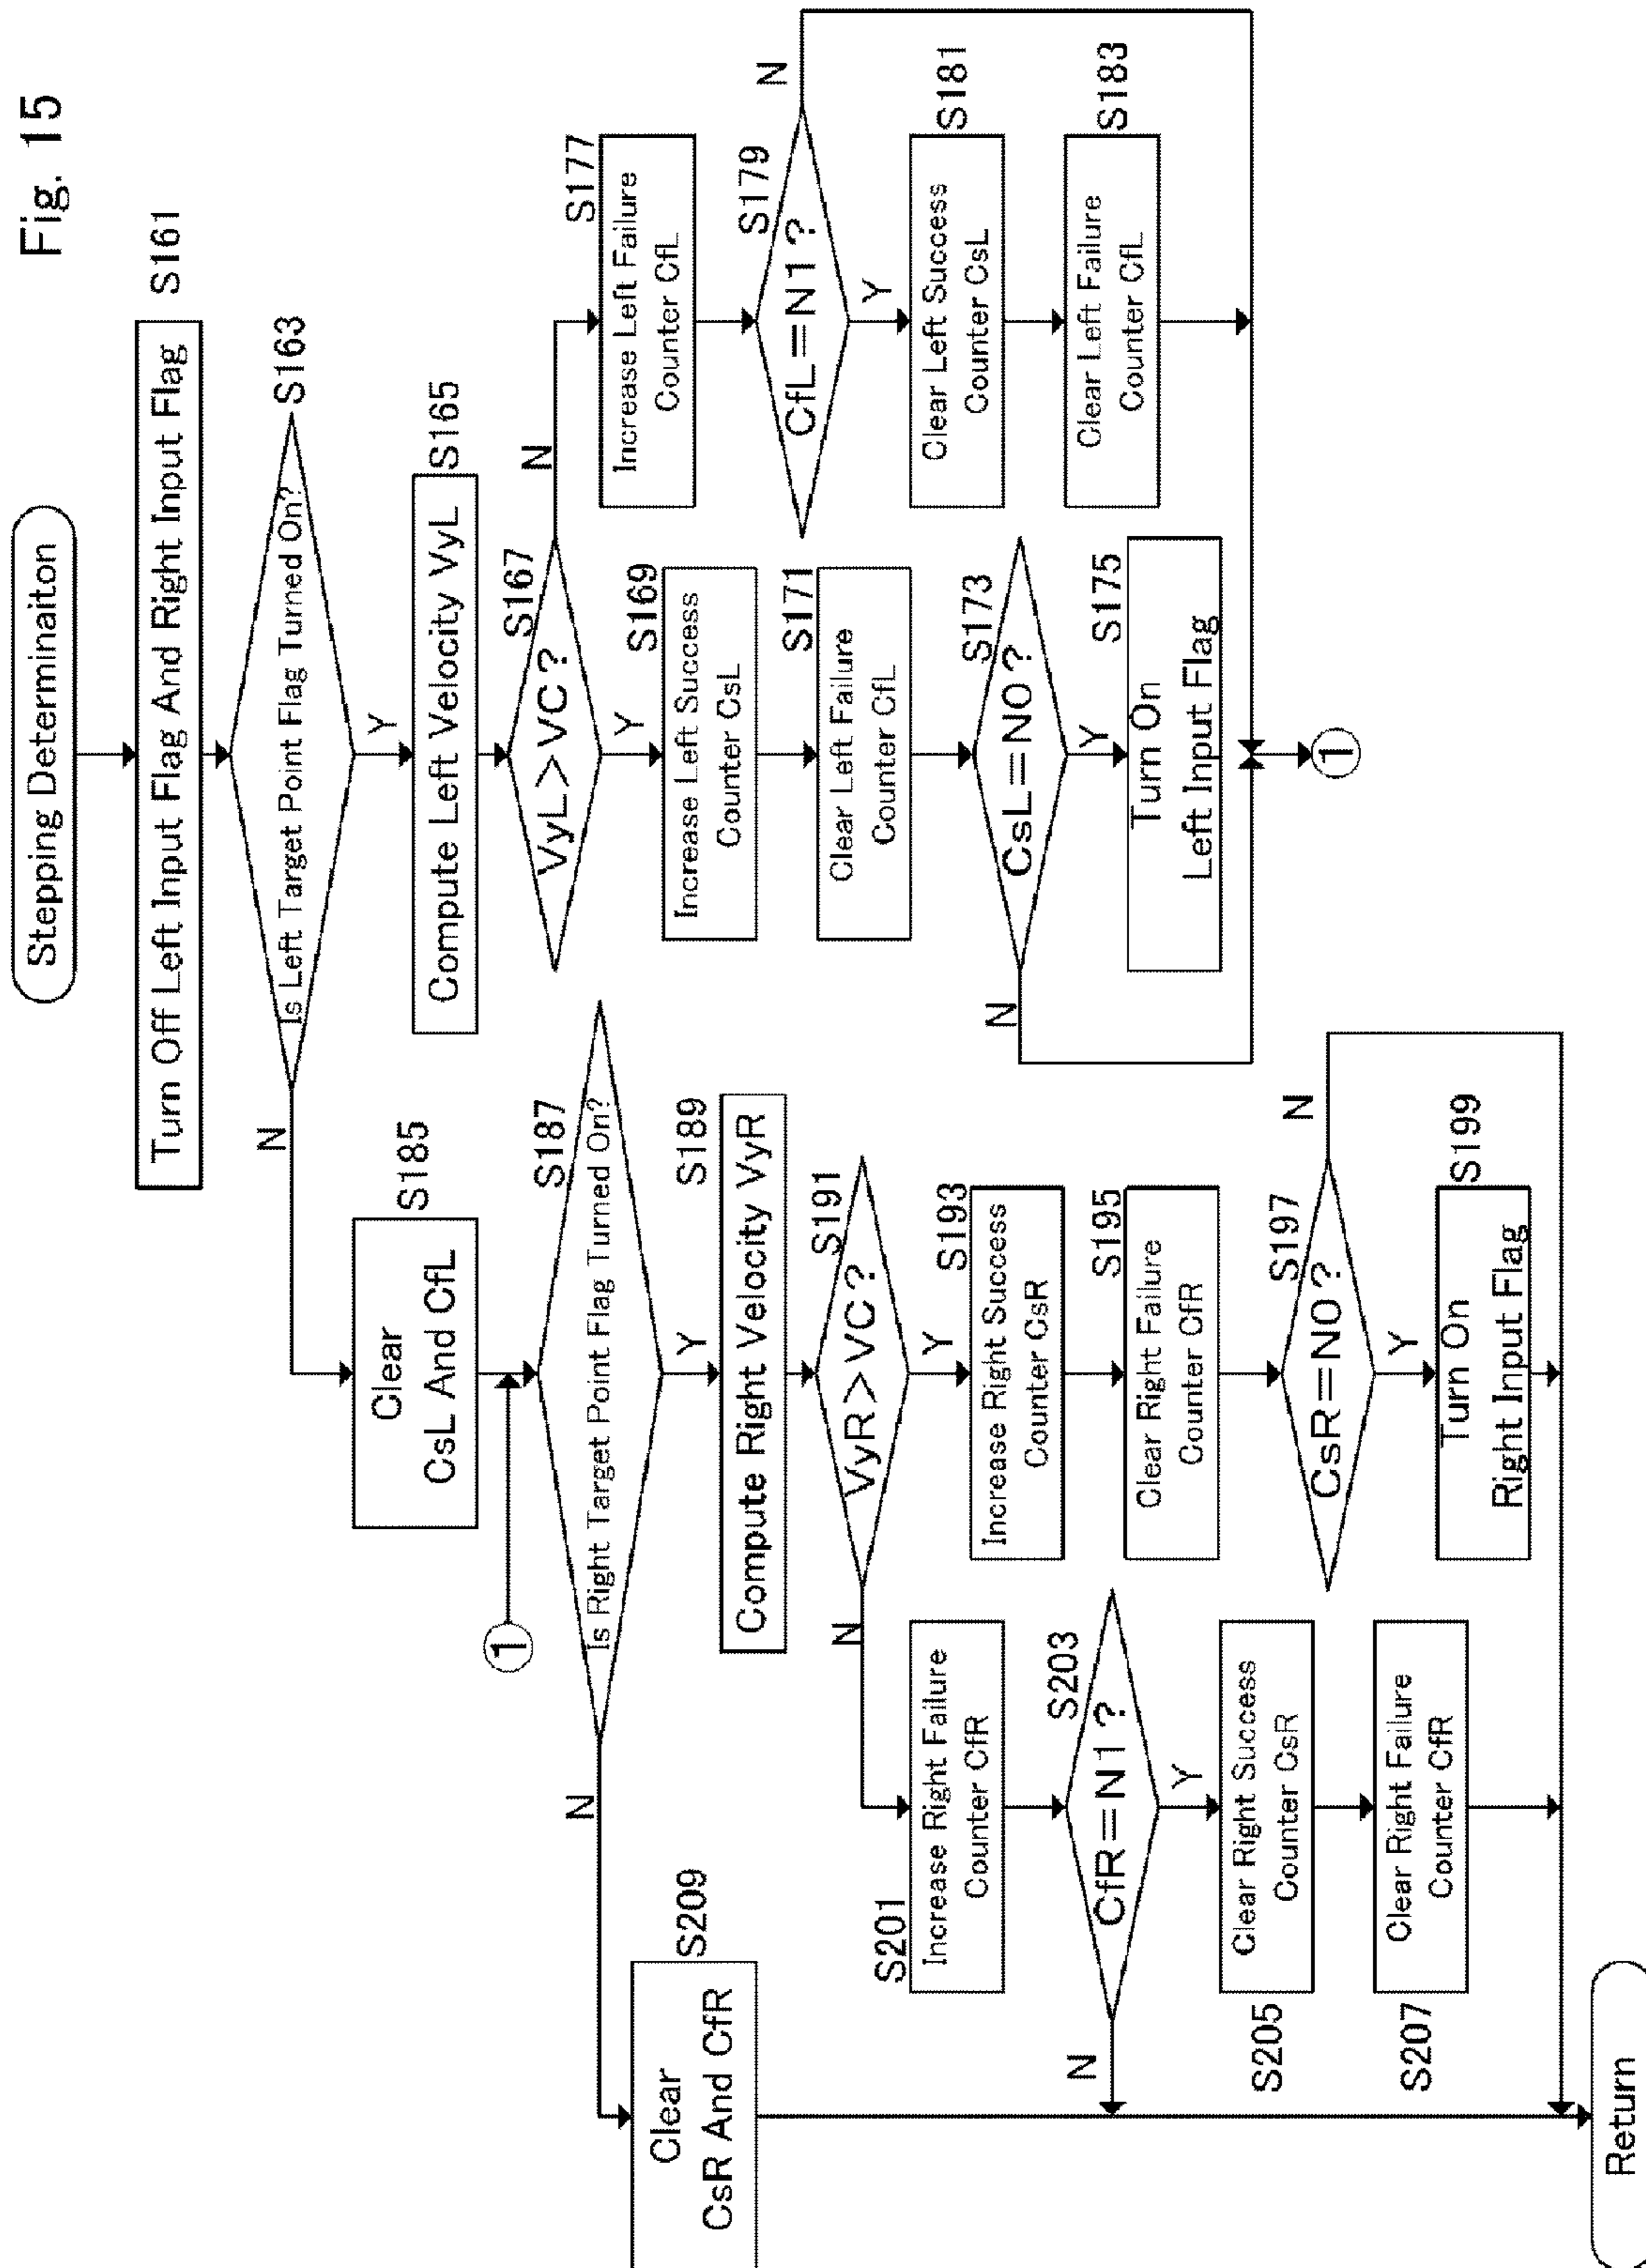 Fig. 15
Stepping Determinaiton
Turn Off Left Input Flag And Right Input Flag
S161
Is Left Target Point Flag Turned On?
S163
N
Y
Compute Left Velocity VyL
S165
VyL>VC?
S167
N
Y
Increase Left Success
Counter CsL
S169
Clear Left Failure
Counter CfL
S171
CsL=N0?
S173
N
Y
Turn On
Left Input Flag
S175
Increase Left Failure
Counter CfL
S177
CfL=N1?
S179
N
Y
Clear Left Success
Counter CsL
S181
Clear Left Failure
Counter CfL
S183
1
Clear
CsL And CfL
S185
1
Is Right Target Point Flag Turned On?
S187
N
Y
Compute Right Velocity VyR
S189
VyR>VC?
S191
N
Y
Increase Right Success
Counter CsR
S193
Clear Right Failure
Counter CfR
S195
CsR=N0?
S197
N
Y
Turn On
Right Input Flag
S199
S201
Increase Right Failure
Counter CfR
CfR=N1?
S203
N
Y
Clear Right Success
Counter CsR
S205
Clear Right Failure
Counter CfR
S207
Clear
CsR And CfR
S209
Return